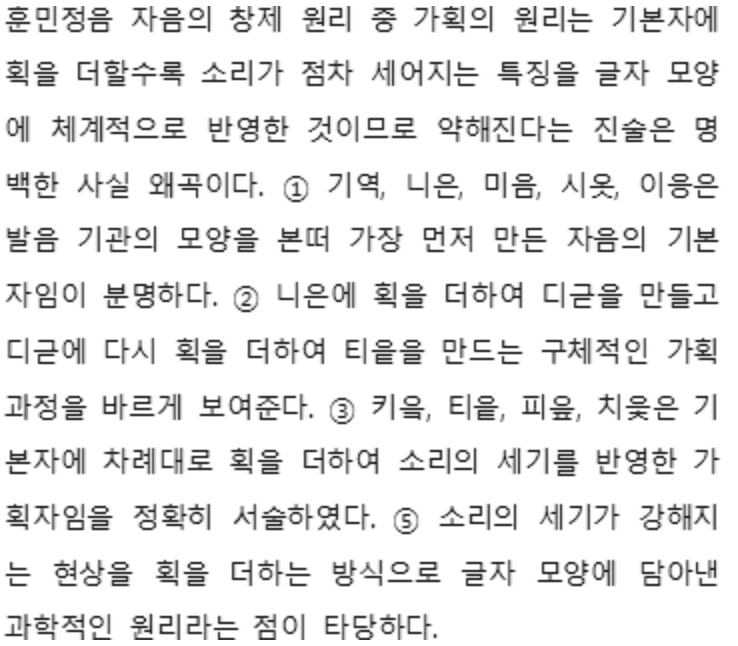 훈민정음 자음의 창제 원리 중 가획의 원리는 기본자에
획을 더할수록 소리가 점차 세어지는 특징을 글자 모양
에 체계적으로 반영한 것이므로 약해진다는 진술은 명
백한 사실 왜곡이다. ① 기역, 니은, 미음, 시옷, 이응은
발음 기관의 모양을 본떠 가장 먼저 만든 자음의 기본
자임이 분명하다. ② 니은에 획을 더하여 디귿을 만들고
디귿에 다시 획을 더하여 티읕을 만드는 구체적인 가획
과정을 바르게 보여준다. ③ 키읔, 티읕, 피읖, 치읓은 기
본자에 차례대로 획을 더하여 소리의 세기를 반영한 가
획자임을 정확히 서술하였다. ⑤ 소리의 세기가 강해지
는 현상을 획을 더하는 방식으로 글자 모양에 담아낸
과학적인 원리라는 점이 타당하다.